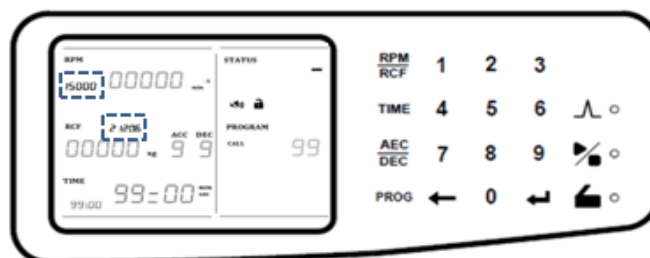 RPM
15000 00000
RCF 21206 ACC DEC
00000 9 9
TIME
99:00 99=00
STATUS
PROGRAM
CALL 99
RPM
RCF 1 2 3
TIME 4 5 6
AEC
DEC 7 8 9
PROG ← 0